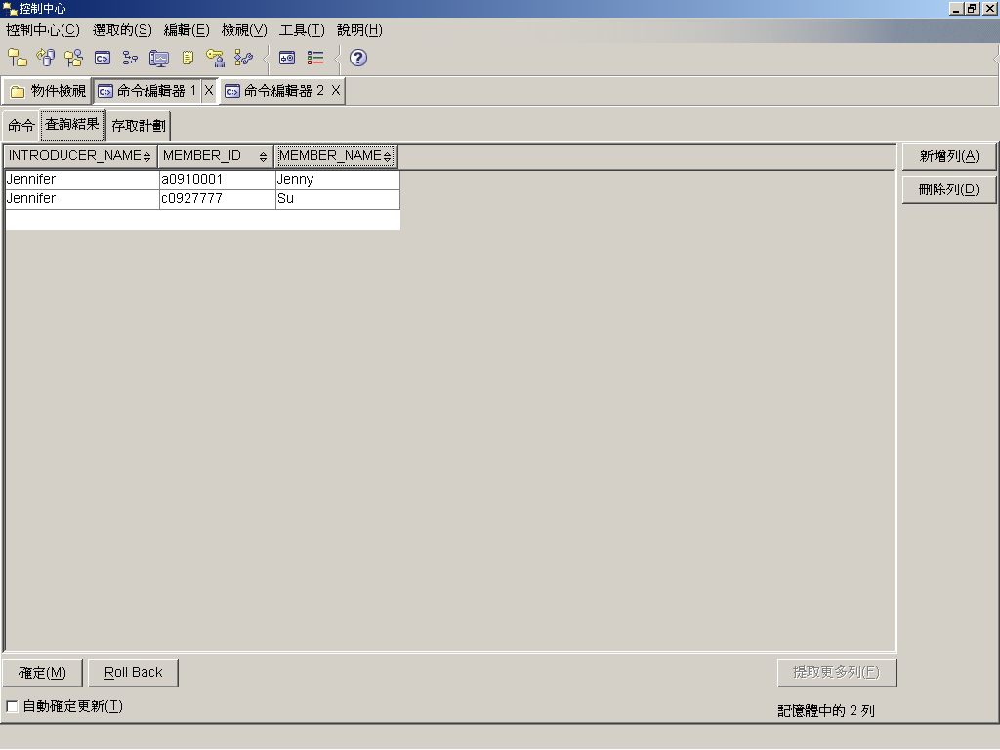 控制中心
控制中心(C) 選取的(S) 編輯(E) 檢視(V) 工具(T) 說明(H)
物件檢視 命令編輯器 1 X 命令編輯器 2 X
命令 查詢結果 存取計劃
INTRODUCER_NAME MEMBER_ID MEMBER_NAME 新增列(A)
Jennifer a0910001 Jenny
刪除列(D)
Jennifer c0927777 Su
確定(M) Roll Back 提取更多列(F)
自動確定更新(T) 記憶體中的 2 列